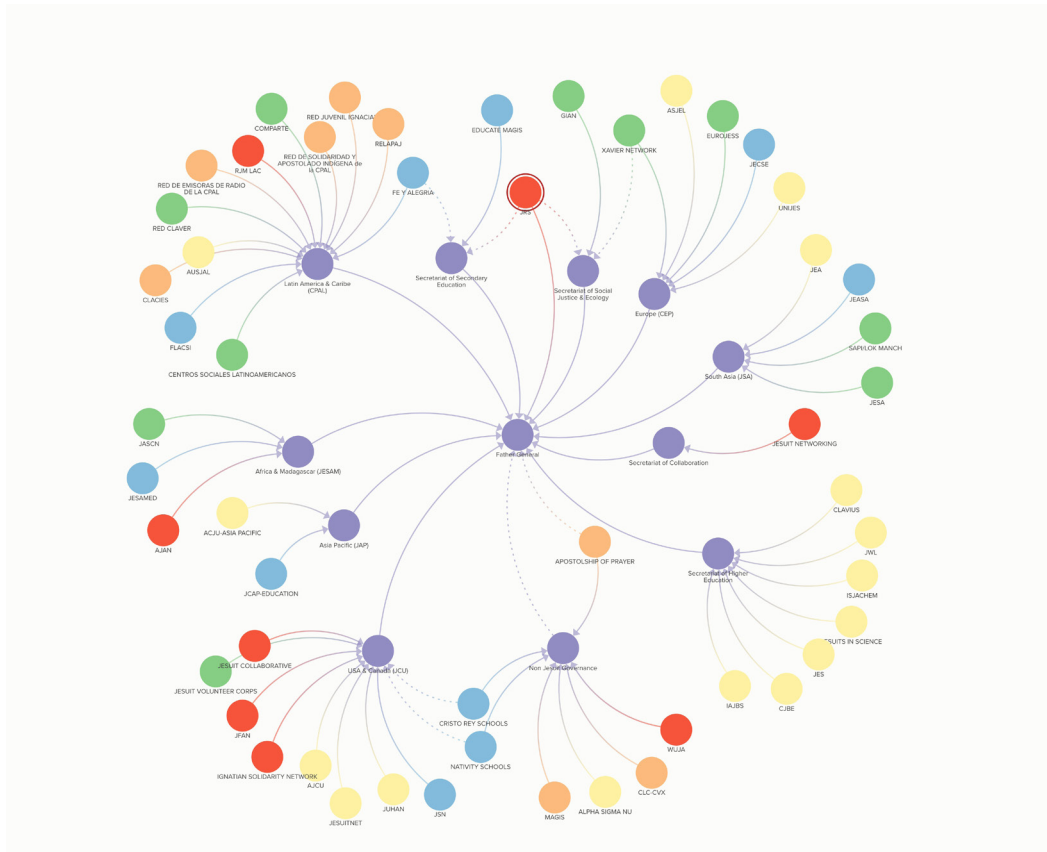 ASJEL
RED JUVENIL IGNACIA
EDUCATE MAGIS
GIAN
COMPARTE
RELAPAJ
XAVIER NETWORK
EUROJESS
RJM LAC
RED DE SOLIDARIDAD Y
APOSTOLADO INDÍGENA de
la CPAL
JECSE
RED DE EMISORAS DE RADIO
DE LA CPAL
FE Y ALEGRIA
JRS
UNIJES
RED CLAVER
AUSJAL
JEA
Latin America & Caribe
(CPAL)
Secretariat of Secondary
Education
Secretariat of Social
Justice & Ecology
CLACIES
Europe (CEP)
JEASA
FLACSI
SAPI/LOK MANCH
CENTROS SOCIALES LATINOAMERICANOS
South Asia (JSA)
JESA
JASCN
Father General
JESUIT NETWORKING
Africa & Madagascar (JESAM)
Secretariat of Collaboration
JESAMED
CLAVIUS
ACJU-ASIA PACIFIC
AJAN
Asia Pacific (JAP)
JWL
APOSTOLSHIP OF PRAYER
Secretariat of Higher
Education
JCAP-EDUCATION
ISJACHEM
SUITS IN SCIENCE
JESUIT COLLABORATIVE
USA & Canada (JCU)
Non Jesuit Governance
JES
JESUIT VOLUNTEER CORPS
IAJBS
CJBE
CRISTO REY SCHOOLS
JFAN
WUJA
NATIVITY SCHOOLS
IGNATIAN SOLIDARITY NETWORK
AJCU
CLC-CVX
JUHAN
JSN
MAGIS
ALPHA SIGMA NU
JESUITNET